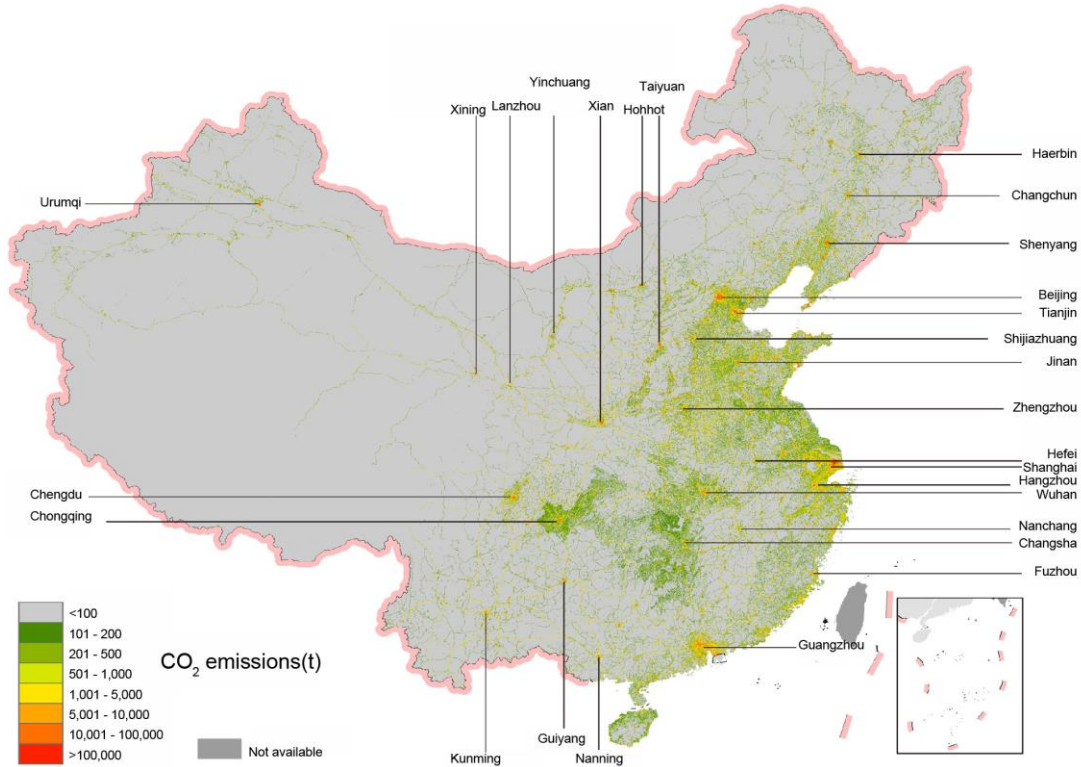 Yinchuang
Taiyuan
Xining
Lanzhou
Xian
Hohhot
Haerbin
Changchun
Urumqi
Shenyang
Beijing
Tianjin
Shijiazhuang
Jinan
Zhengzhou
Hefei
Shanghai
Hangzhou
Wuhan
Chengdu
Chongqing
Nanchang
Changsha
Fuzhou
Guangzhou
<100
101 - 200
201 - 500
501 - 1,000
1,001 - 5,000
5,001 - 10,000
10,001 - 100,000
>100,000
CO₂ emissions(t)
Not available
Guiyang
Kunming
Nanning